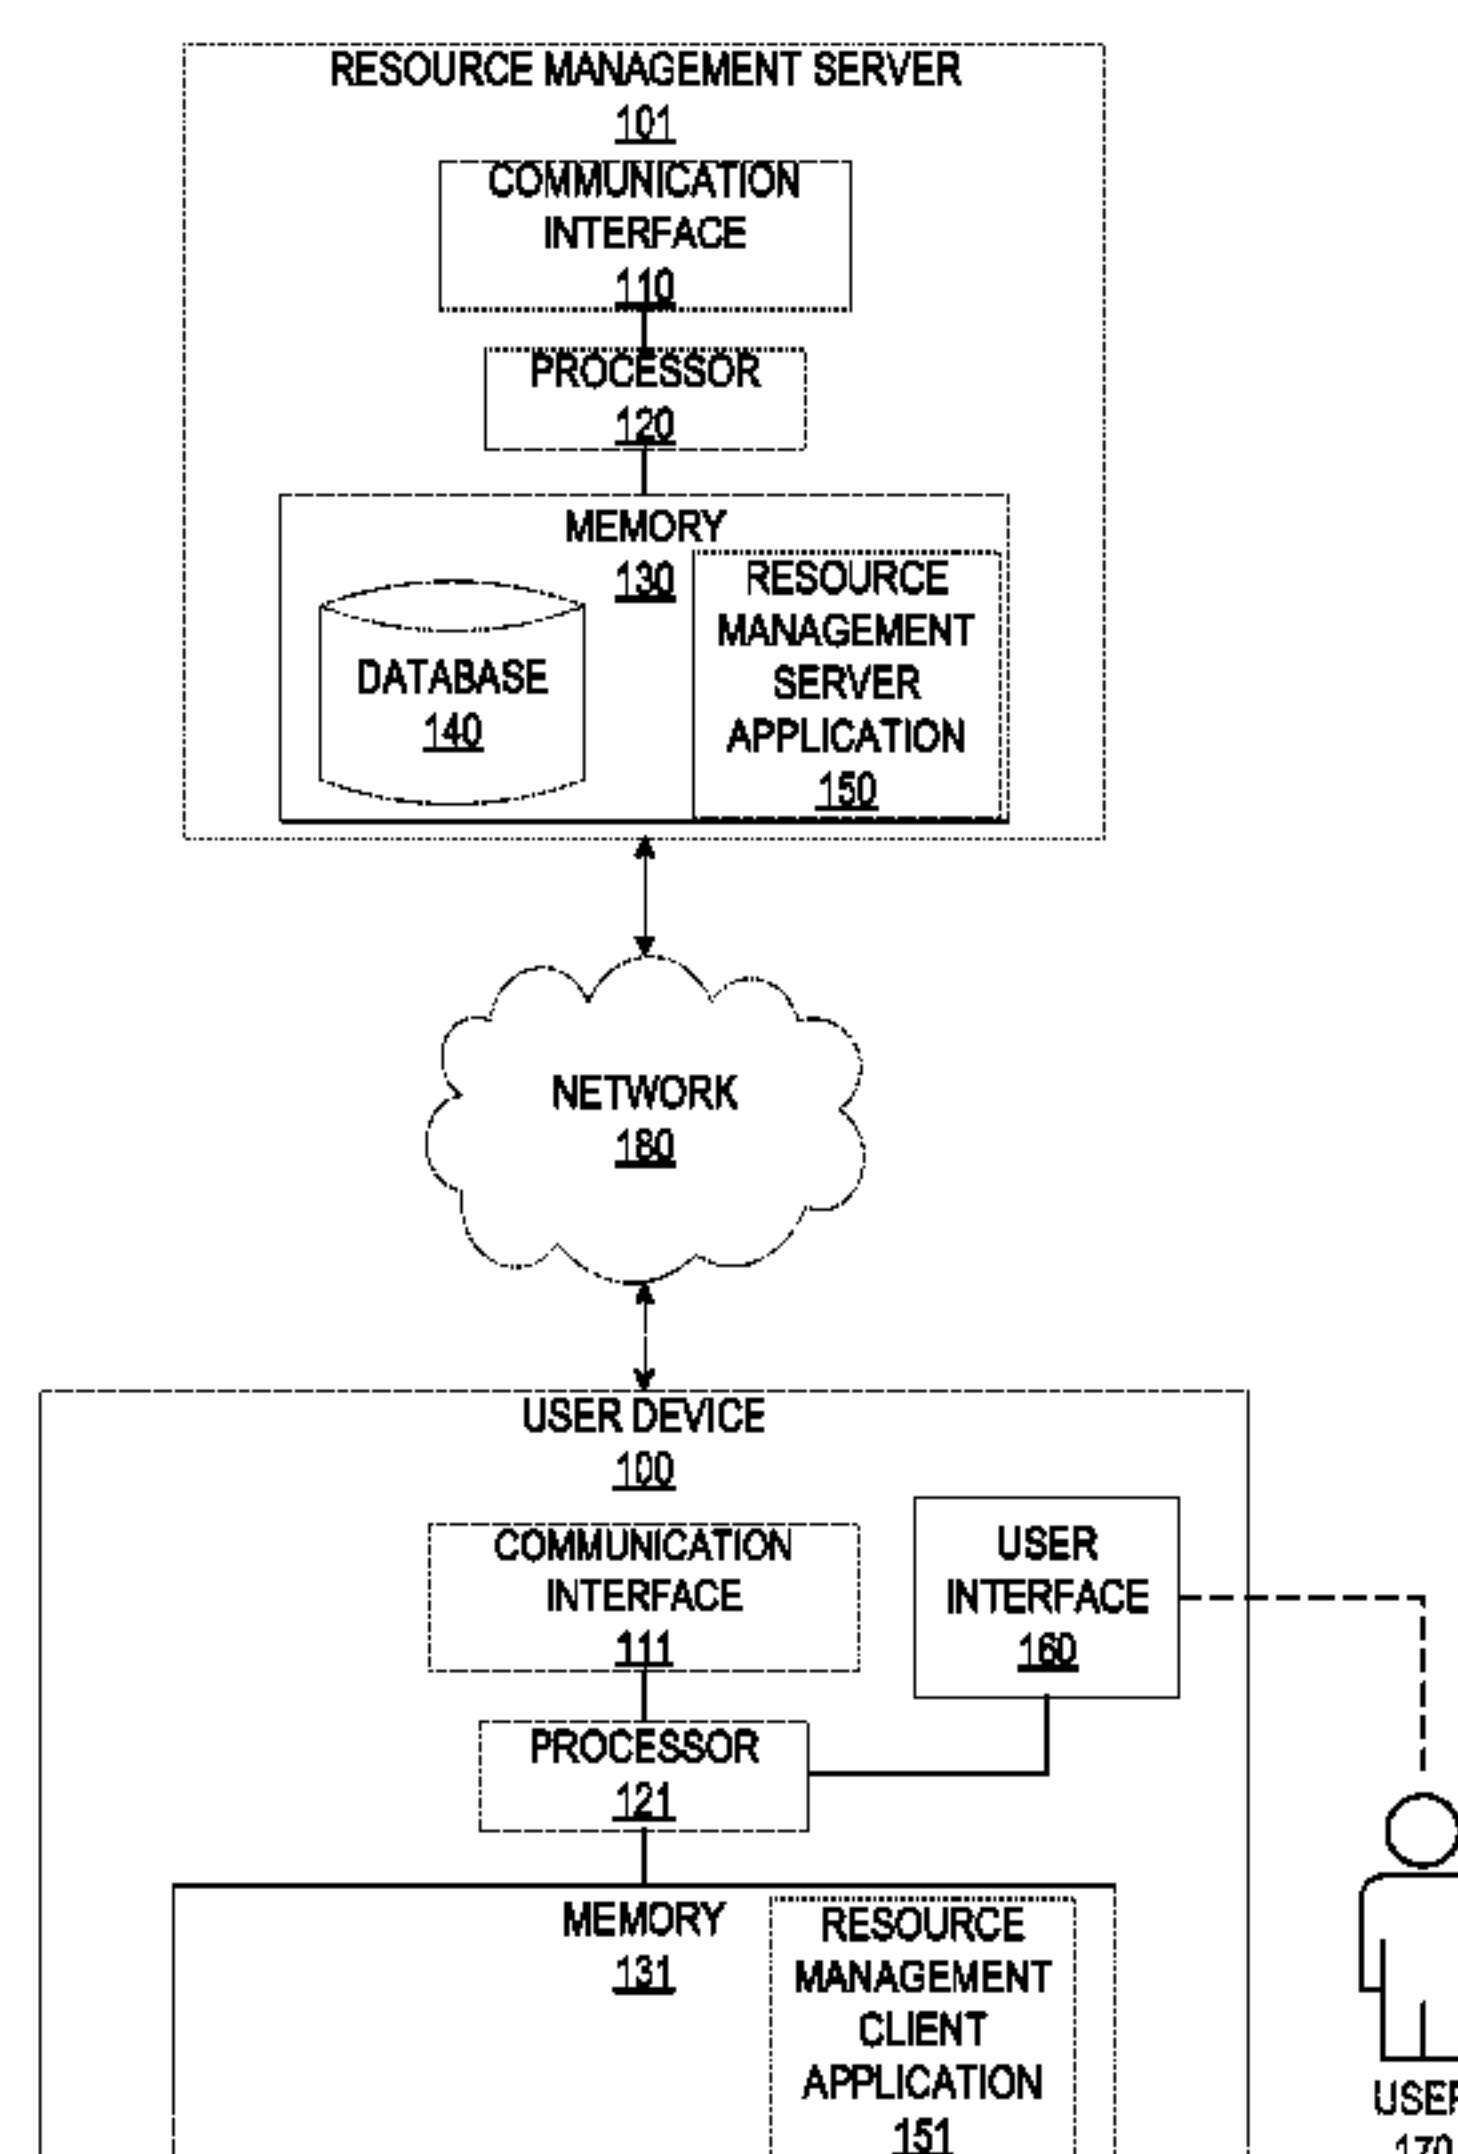 RESOURCE MANAGEMENT SERVER
101
COMMUNICATION
INTERFACE
110
PROCESSOR
120
MEMORY
130
DATABASE
140
RESOURCE
MANAGEMENT
SERVER
APPLICATION
150
NETWORK
180
USER DEVICE
100
COMMUNICATION
INTERFACE
111
USER
INTERFACE
160
PROCESSOR
121
MEMORY
131
RESOURCE
MANAGEMENT
CLIENT
APPLICATION
151
USER
170